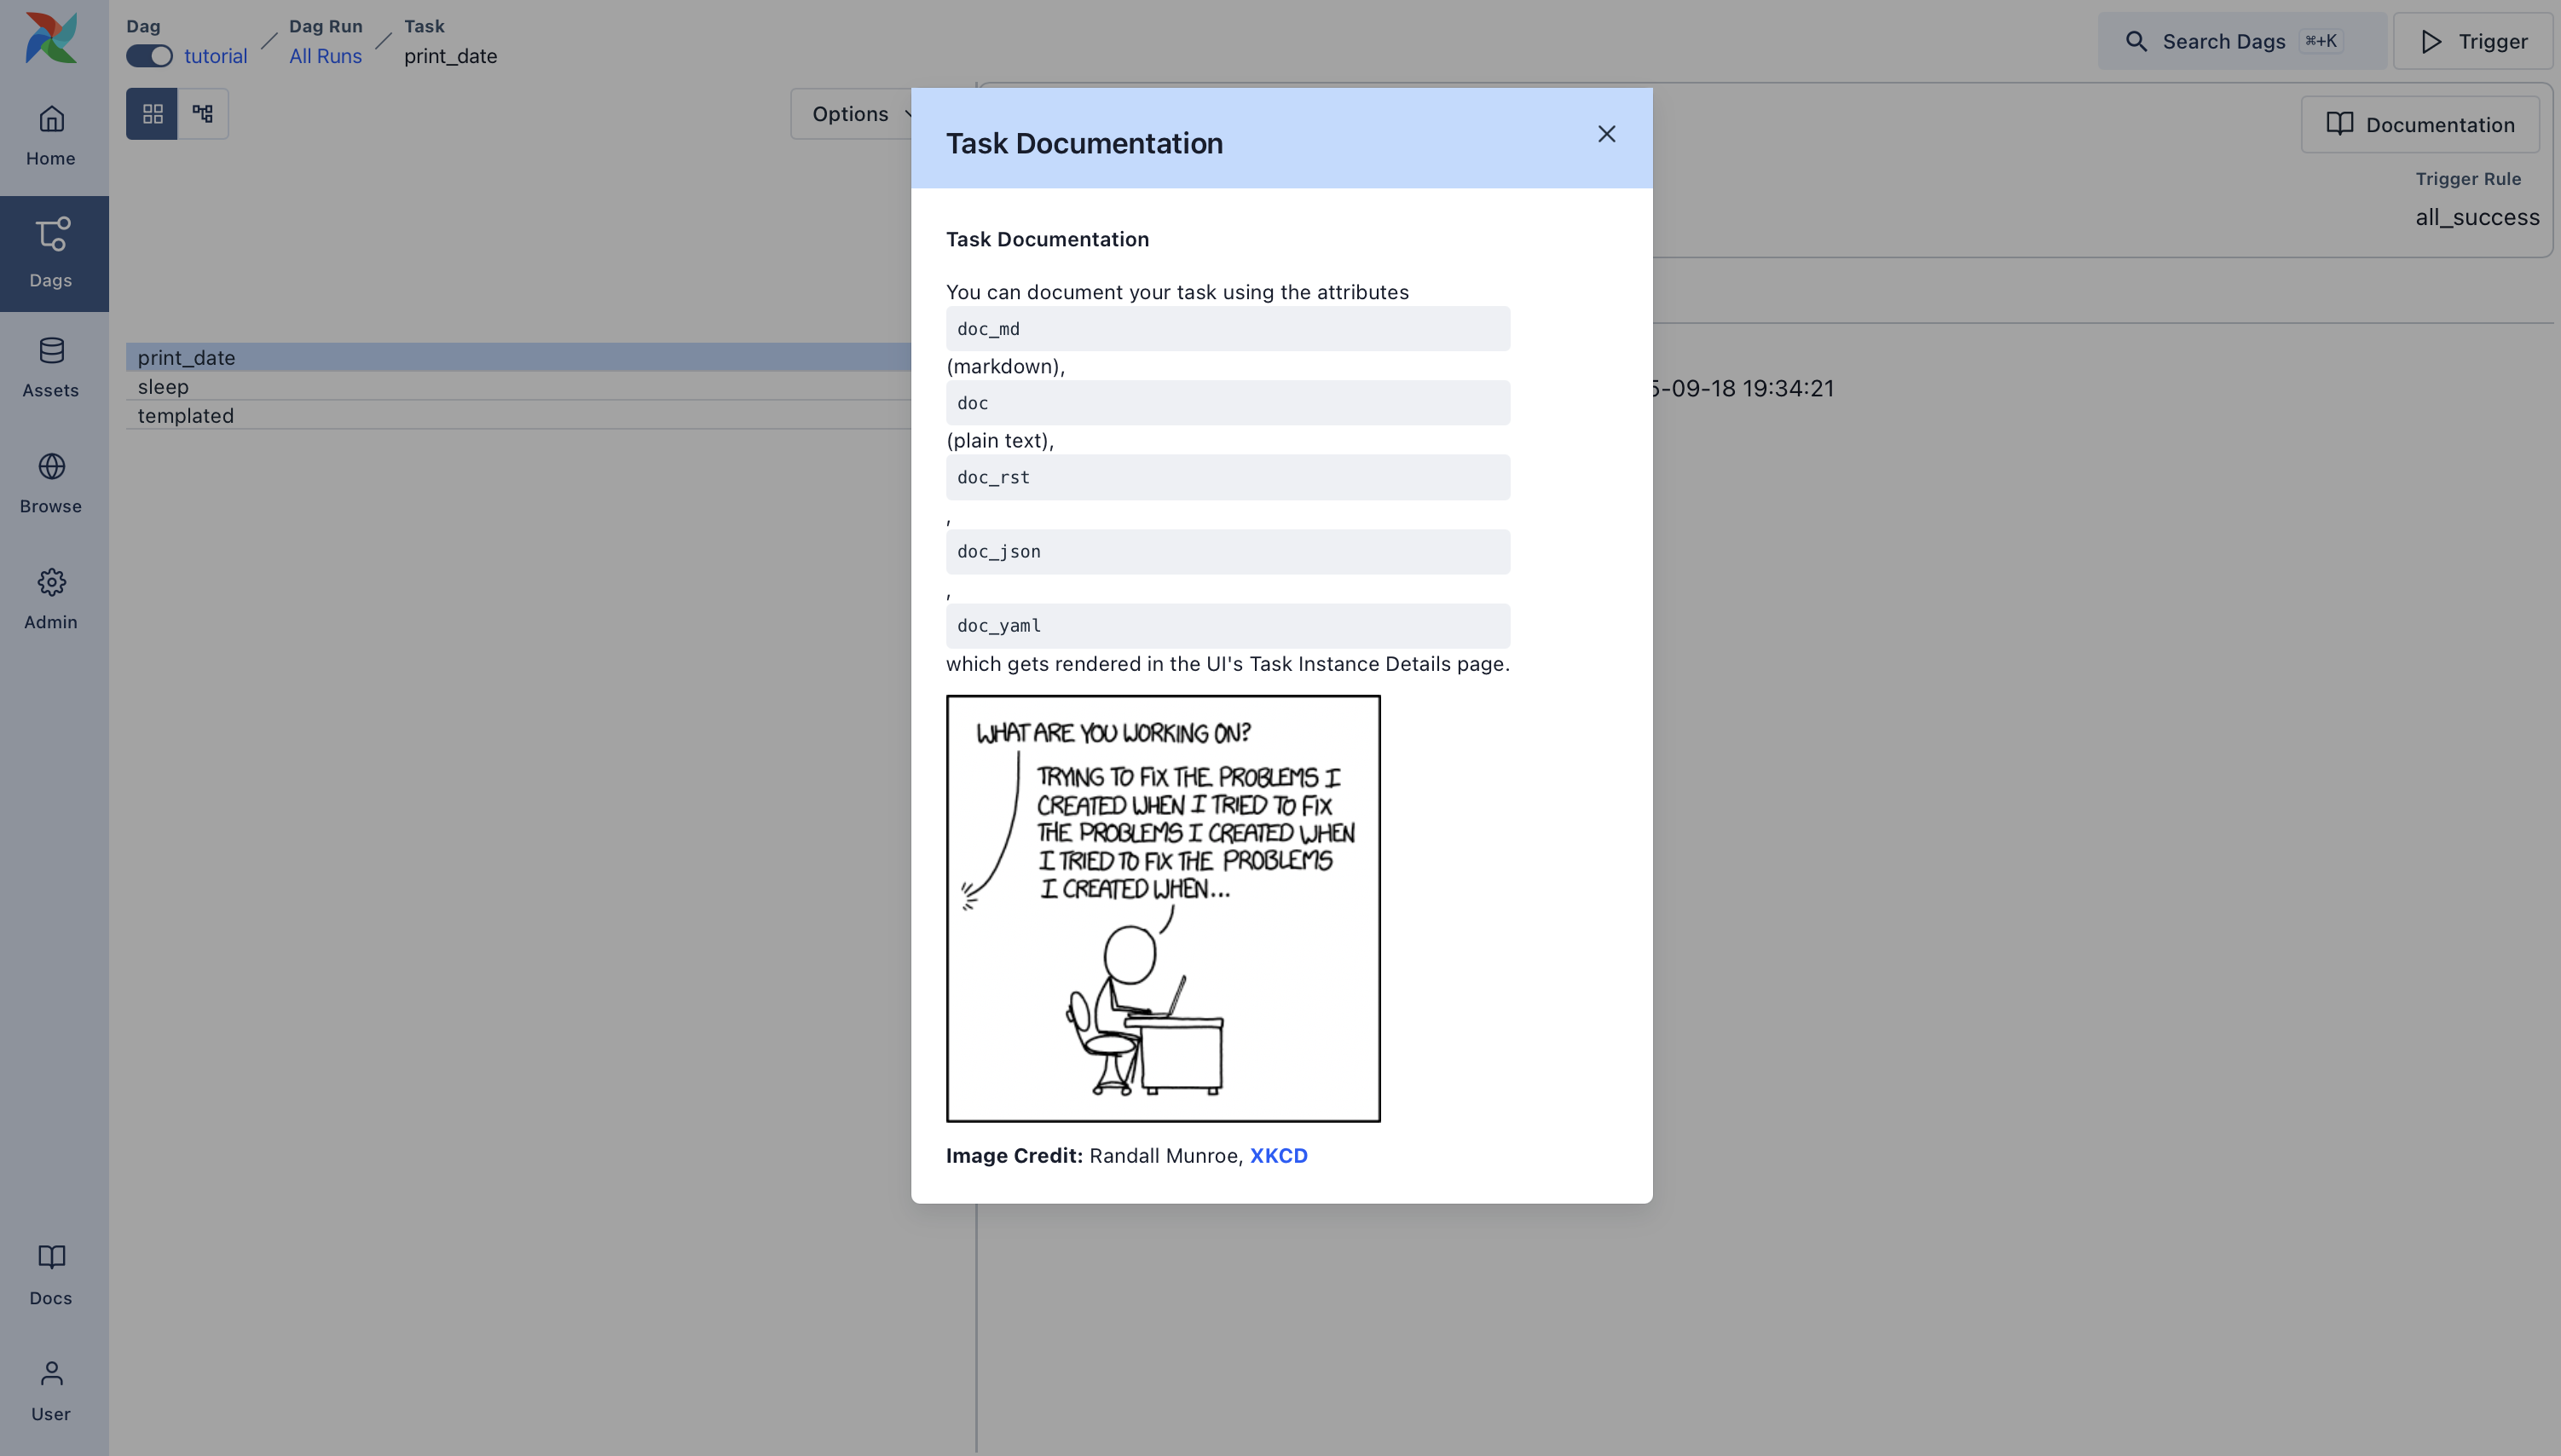 Dag
tutorial
Dag Run
All Runs
Task
print_date
Search Dags ⌘+K
Trigger
Home
Dags
Assets
Browse
Admin
Docs
User
Options
print_date
sleep
templated
Documentation
Trigger Rule
all_success
5-09-18 19:34:21
Task Documentation
Task Documentation
You can document your task using the attributes
doc_md
(markdown),
doc
(plain text),
doc_rst
,
doc_json
,
doc_yaml
which gets rendered in the UI's Task Instance Details page.
WHAT ARE YOU WORKING ON?
TRYING TO FIX THE PROBLEMS I
CREATED WHEN I TRIED TO FIX
THE PROBLEMS I CREATED WHEN
I TRIED TO FIX THE PROBLEMS
I CREATED WHEN...
Image Credit: Randall Munroe, XKCD